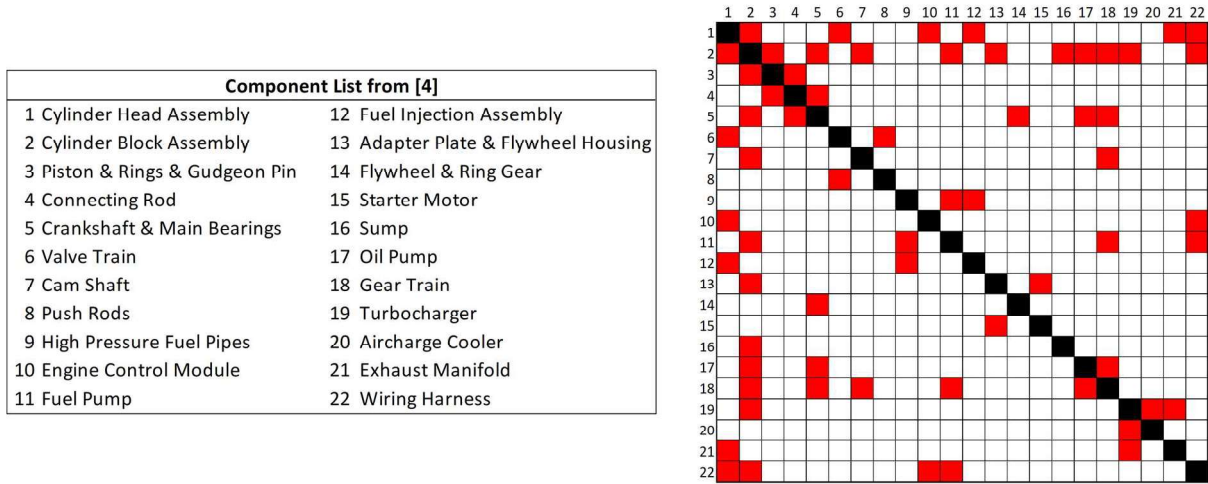 Component List from [4]
1 Cylinder Head Assembly 12 Fuel Injection Assembly
2 Cylinder Block Assembly 13 Adapter Plate & Flywheel Housing
3 Piston & Rings & Gudgeon Pin 14 Flywheel & Ring Gear
4 Connecting Rod 15 Starter Motor
5 Crankshaft & Main Bearings 16 Sump
6 Valve Train 17 Oil Pump
7 Cam Shaft 18 Gear Train
8 Push Rods 19 Turbocharger
9 High Pressure Fuel Pipes 20 Aircharge Cooler
10 Engine Control Module 21 Exhaust Manifold
11 Fuel Pump 22 Wiring Harness
1 2 3 4 5 6 7 8 9 10 11 12 13 14 15 16 17 18 19 20 21 22
1
2
3
4
5
6
7
8
9
10
11
12
13
14
15
16
17
18
19
20
21
22